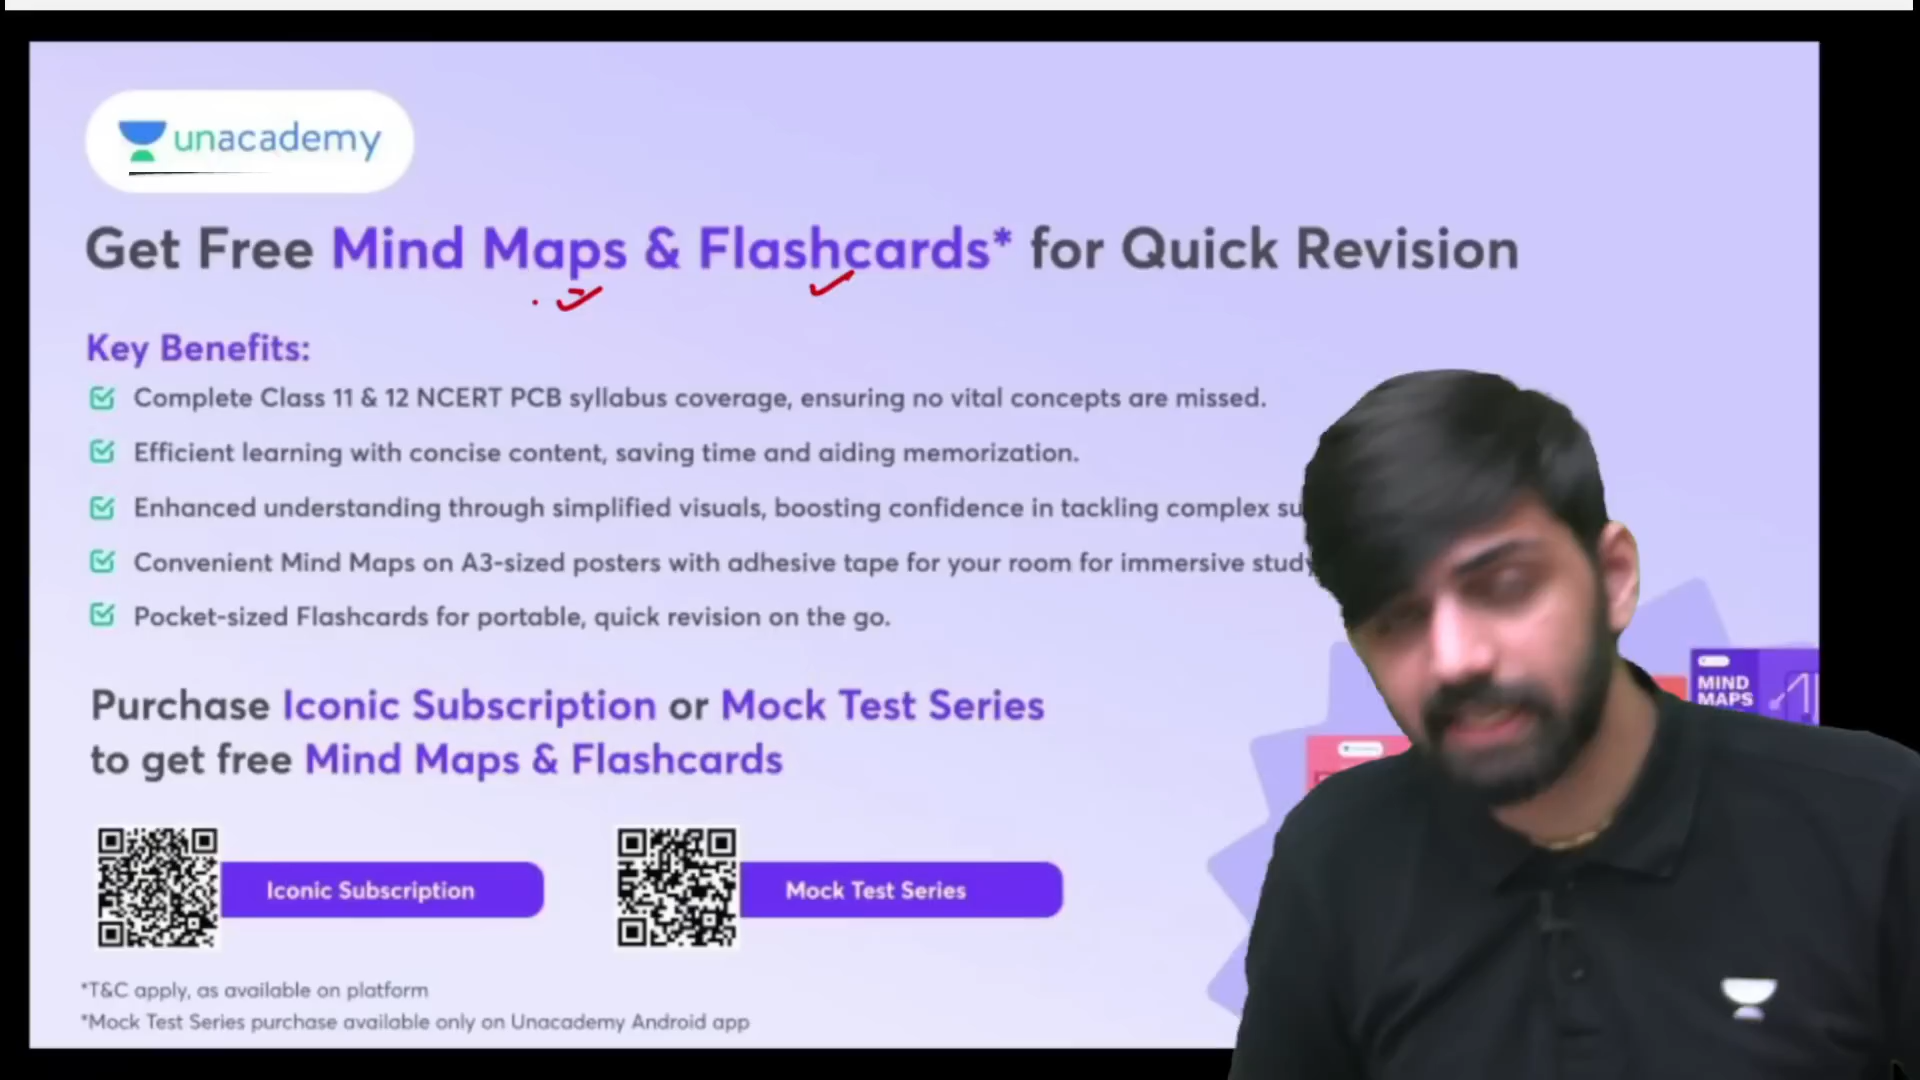 unacademy
Get Free Mind Maps & Flashcards* for Quick Revision
Key Benefits:
Complete Class 11 & 12 NCERT PCB syllabus coverage, ensuring no vital concepts are missed.
Efficient learning with concise content, saving time and aiding memorization.
Enhanced understanding through simplified visuals, boosting confidence in tackling complex su
Convenient Mind Maps on A3-sized posters with adhesive tape for your room for immersive study
Pocket-sized Flashcards for portable, quick revision on the go.
MIND
MAPS
Purchase Iconic Subscription or Mock Test Series
to get free Mind Maps & Flashcards
Iconic Subscription
Mock Test Series
*T&C apply, as available on platform
*Mock Test Series purchase available only on Unacademy Android app